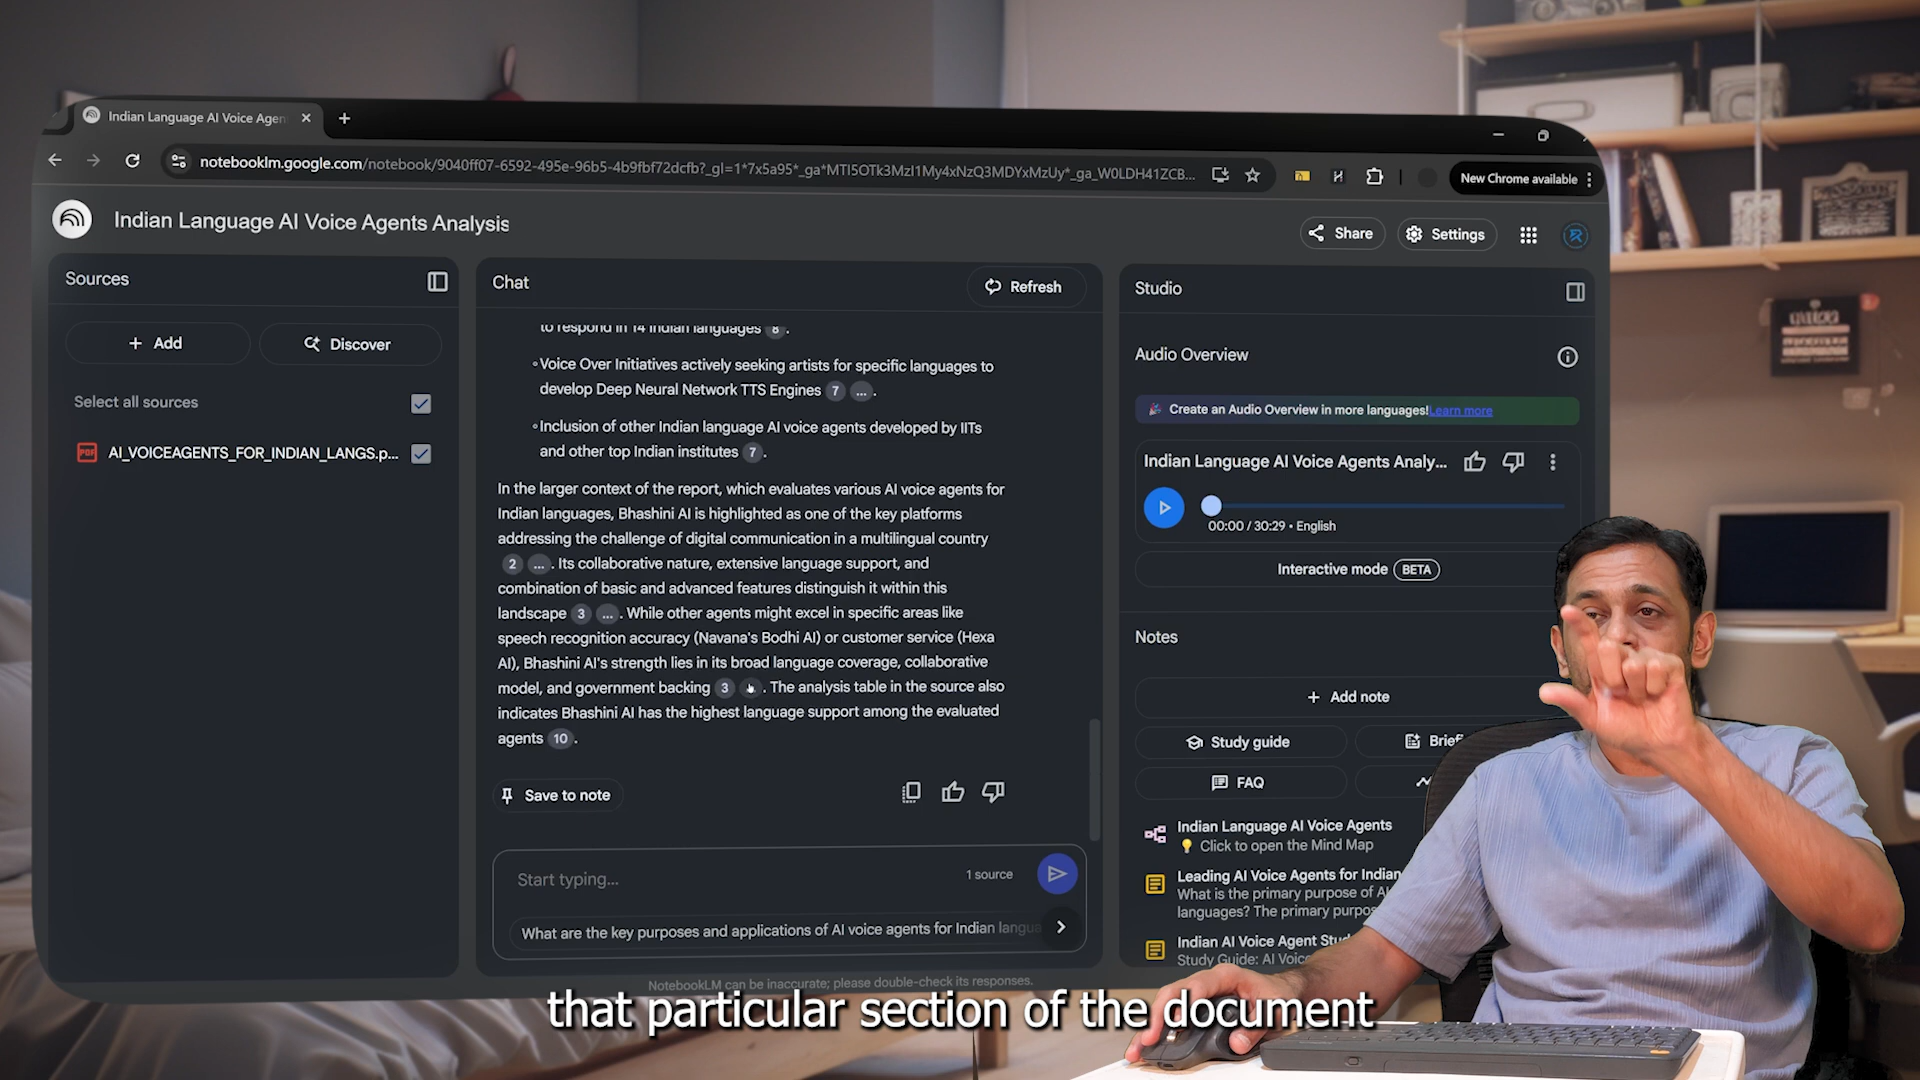 Indian Language AI Voice Agen
notebooklm.google.com/notebook/9040ff07-6592-495e-96b5-4b9fbf72dcfb?_gl=1*7x5a95*_ga*MTI5OTk3MzI1My4xNzQ3MDYxMzUy*_ga_W0LDH41ZCB...
New Chrome available
Indian Language AI Voice Agents Analysis
Share
Settings
Sources
Add
Discover
Select all sources
PDF AI_VOICEAGENTS_FOR_INDIAN_LANGS.p...
Chat
Refresh
to respond in 14 Indian languages 8 .
Voice Over Initiatives actively seeking artists for specific languages to
develop Deep Neural Network TTS Engines 7 ... .
Inclusion of other Indian language AI voice agents developed by IITs
and other top Indian institutes 7 .
In the larger context of the report, which evaluates various AI voice agents for
Indian languages, Bhashini AI is highlighted as one of the key platforms
addressing the challenge of digital communication in a multilingual country
2 ... . Its collaborative nature, extensive language support, and
combination of basic and advanced features distinguish it within this
landscape 3 ... . While other agents might excel in specific areas like
speech recognition accuracy (Navana's Bodhi AI) or customer service (Hexa
AI), Bhashini AI's strength lies in its broad language coverage, collaborative
model, and government backing 3 . The analysis table in the source also
indicates Bhashini AI has the highest language support among the evaluated
agents 10 .
Save to note
Start typing...
1 source
What are the key purposes and applications of AI voice agents for Indian langua
NotebookLM can be inaccurate; please double-check its responses.
Studio
Audio Overview
Create an Audio Overview in more languages! Learn more
Indian Language AI Voice Agents Analy...
00:00 / 30:29 • English
Interactive mode BETA
Notes
Add note
Study guide
Brief
FAQ
Indian Language AI Voice Agents
Click to open the Mind Map
Leading AI Voice Agents for Indian
What is the primary purpose of AI
languages? The primary purpos
Indian AI Voice Agent Stu
Study Guide: AI Voic
that particular section of the document